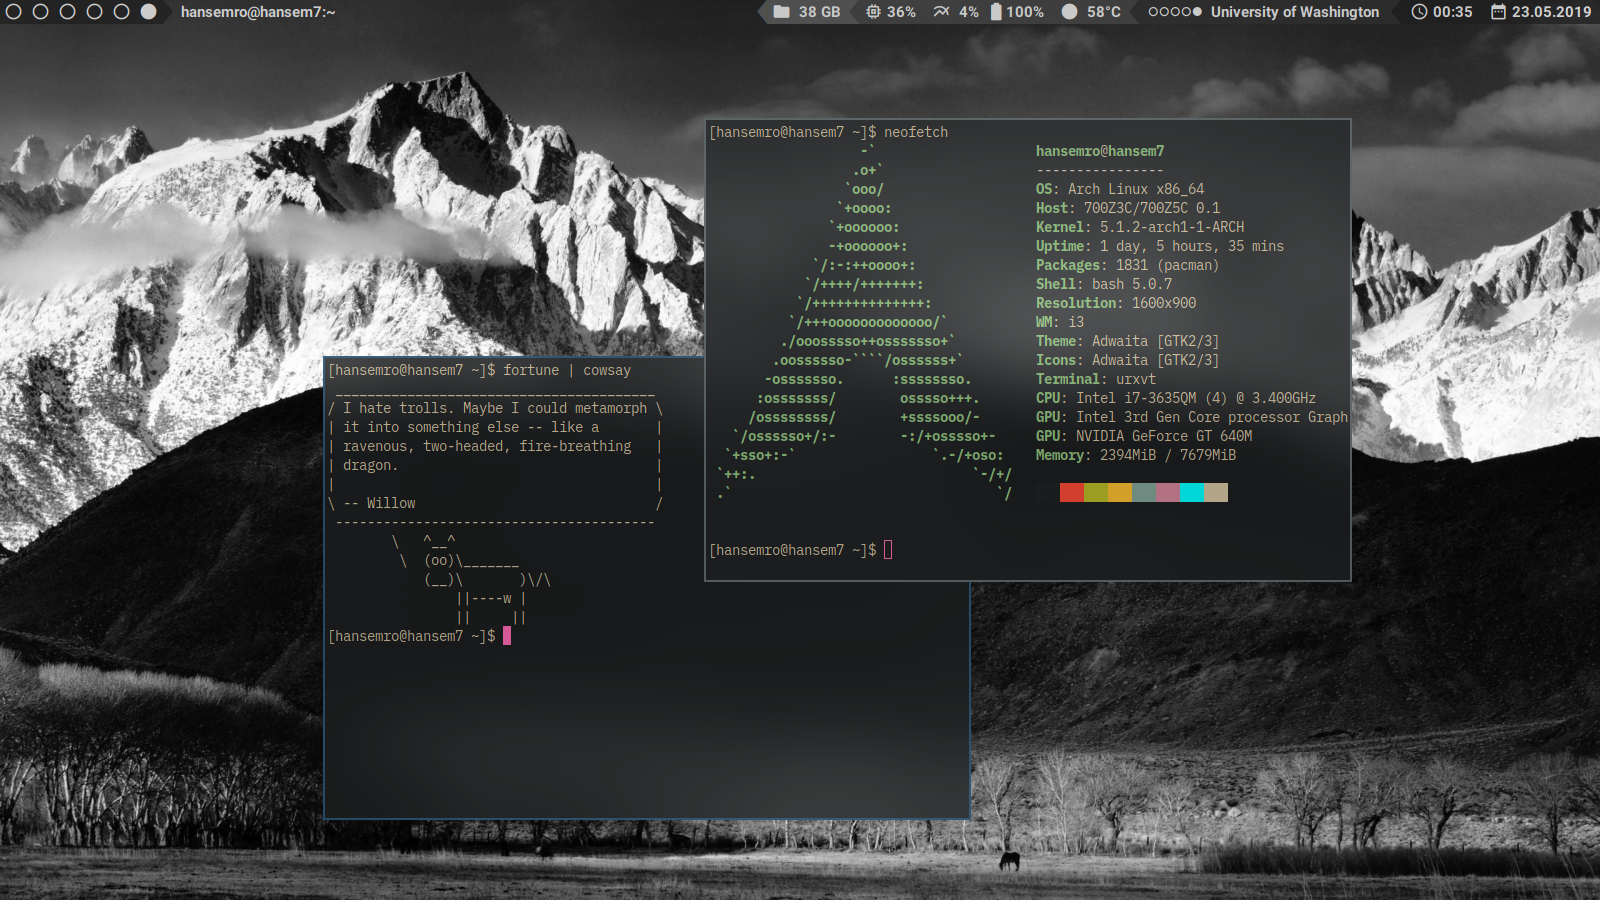 hansemro@hansem7:~
38 GB 36% 4% 100% 58°C University of Washington 00:35 23.05.2019
[hansemro@hansem7 ~]$ neofetch
-`
.o+`
`ooo/
`+oooo:
`+oooooo:
-+oooooo+:
`/:-:++oooo+:
`/++++/+++++++:
`/++++++++++++++:
`/+++ooooooooooooo/`
./ooosssso++osssssso+`
.oossssso-````/ossssss+`
-osssssso.      :ssssssso.
:osssssss/        osssso+++.
/ossssssss/        +ssssooo/-
`/ossssso+/:-        -:/+osssso+-
`+sso+:-`                 `.-/+oso:
`++:.                           `-/+/
.`                                 `/
hansemro@hansem7
----------------
OS: Arch Linux x86_64
Host: 700Z3C/700Z5C 0.1
Kernel: 5.1.2-arch1-1-ARCH
Uptime: 1 day, 5 hours, 35 mins
Packages: 1831 (pacman)
Shell: bash 5.0.7
Resolution: 1600x900
WM: i3
Theme: Adwaita [GTK2/3]
Icons: Adwaita [GTK2/3]
Terminal: urxvt
CPU: Intel i7-3635QM (4) @ 3.400GHz
GPU: Intel 3rd Gen Core processor Graph
GPU: NVIDIA GeForce GT 640M
Memory: 2394MiB / 7679MiB
[hansemro@hansem7 ~]$
[hansemro@hansem7 ~]$ fortune | cowsay
 ________________________________________
/ I hate trolls. Maybe I could metamorph \
| it into something else -- like a       |
| ravenous, two-headed, fire-breathing   |
| dragon.                                |
|                                        |
\ -- Willow                              /
 ----------------------------------------
        \   ^__^
         \  (oo)\_______
            (__)\       )\/\
                ||----w |
                ||     ||
[hansemro@hansem7 ~]$